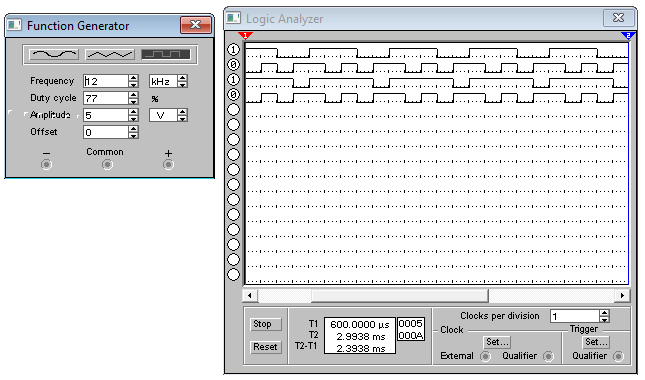 Function Generator
Frequency 12 kHz
Duty cycle 77 %
Amplitude 5 V
Offset 0
− Common +
Logic Analyzer
1 2
1
0
1
0
Clocks per division 1
Stop
Reset
T1 600.0000 µs 0005
T2 2.9938 ms 000A
T2-T1 2.3938 ms
Clock
Set...
External Qualifier
Trigger
Set...
Qualifier